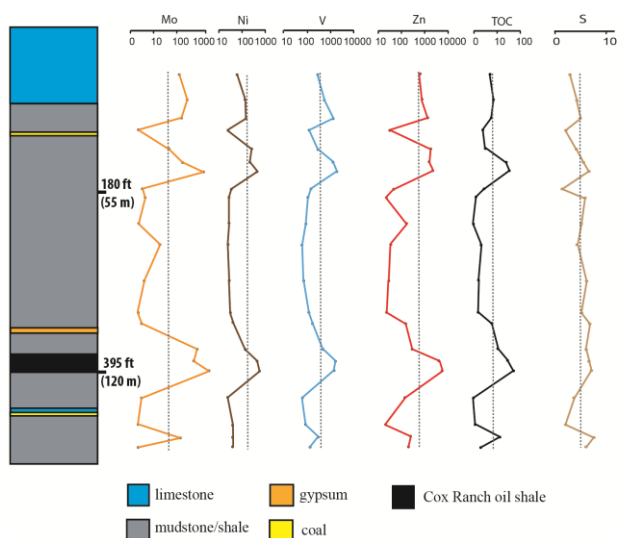 Mo Ni V Zn TOC S
0 10 100 1000 10 100 1000 10 100 1000 10 100 1000 10000 0 10 100 0 10
180 ft
(55 m)
395 ft
(120 m)
limestone gypsum Cox Ranch oil shale
mudstone/shale coal